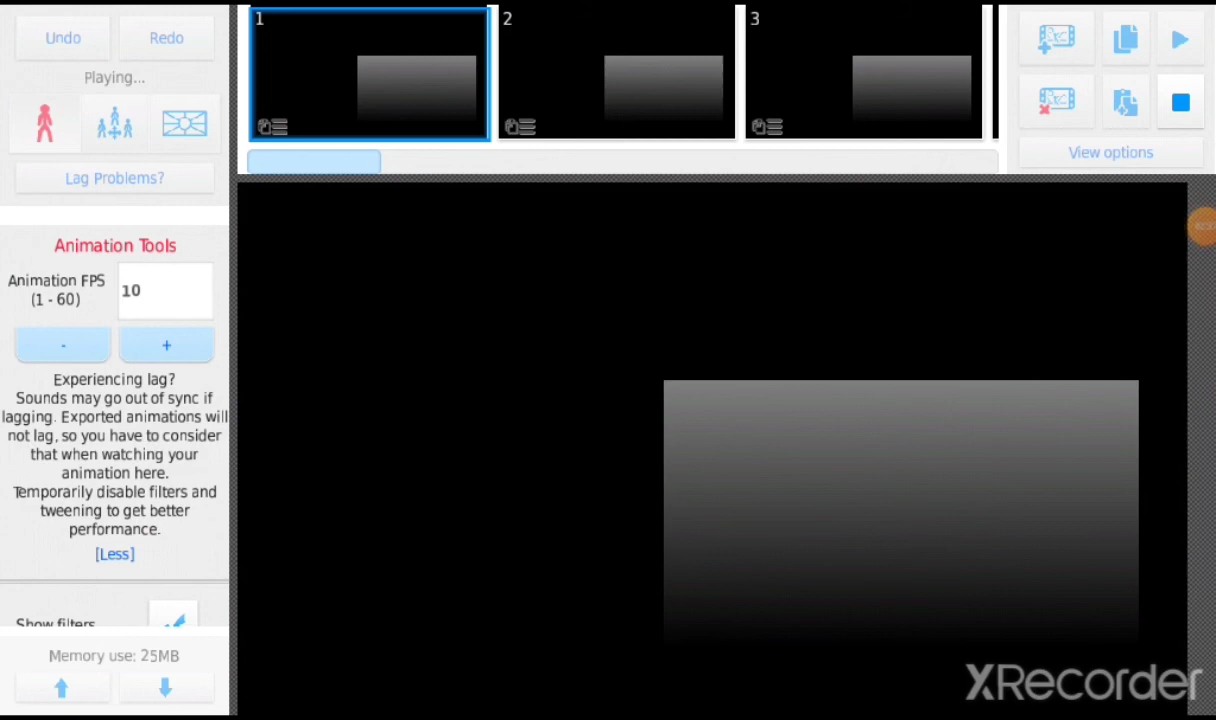 Undo
Redo
Playing...
Lag Problems?
Animation Tools
Animation FPS
(1 - 60)
10
-
+
Experiencing lag?
Sounds may go out of sync if
lagging. Exported animations will
not lag, so you have to consider
that when watching your
animation here.
Temporarily disable filters and
tweening to get better
performance.
[Less]
Show filters
Memory use: 25MB
1
2
3
View options
XRecorder